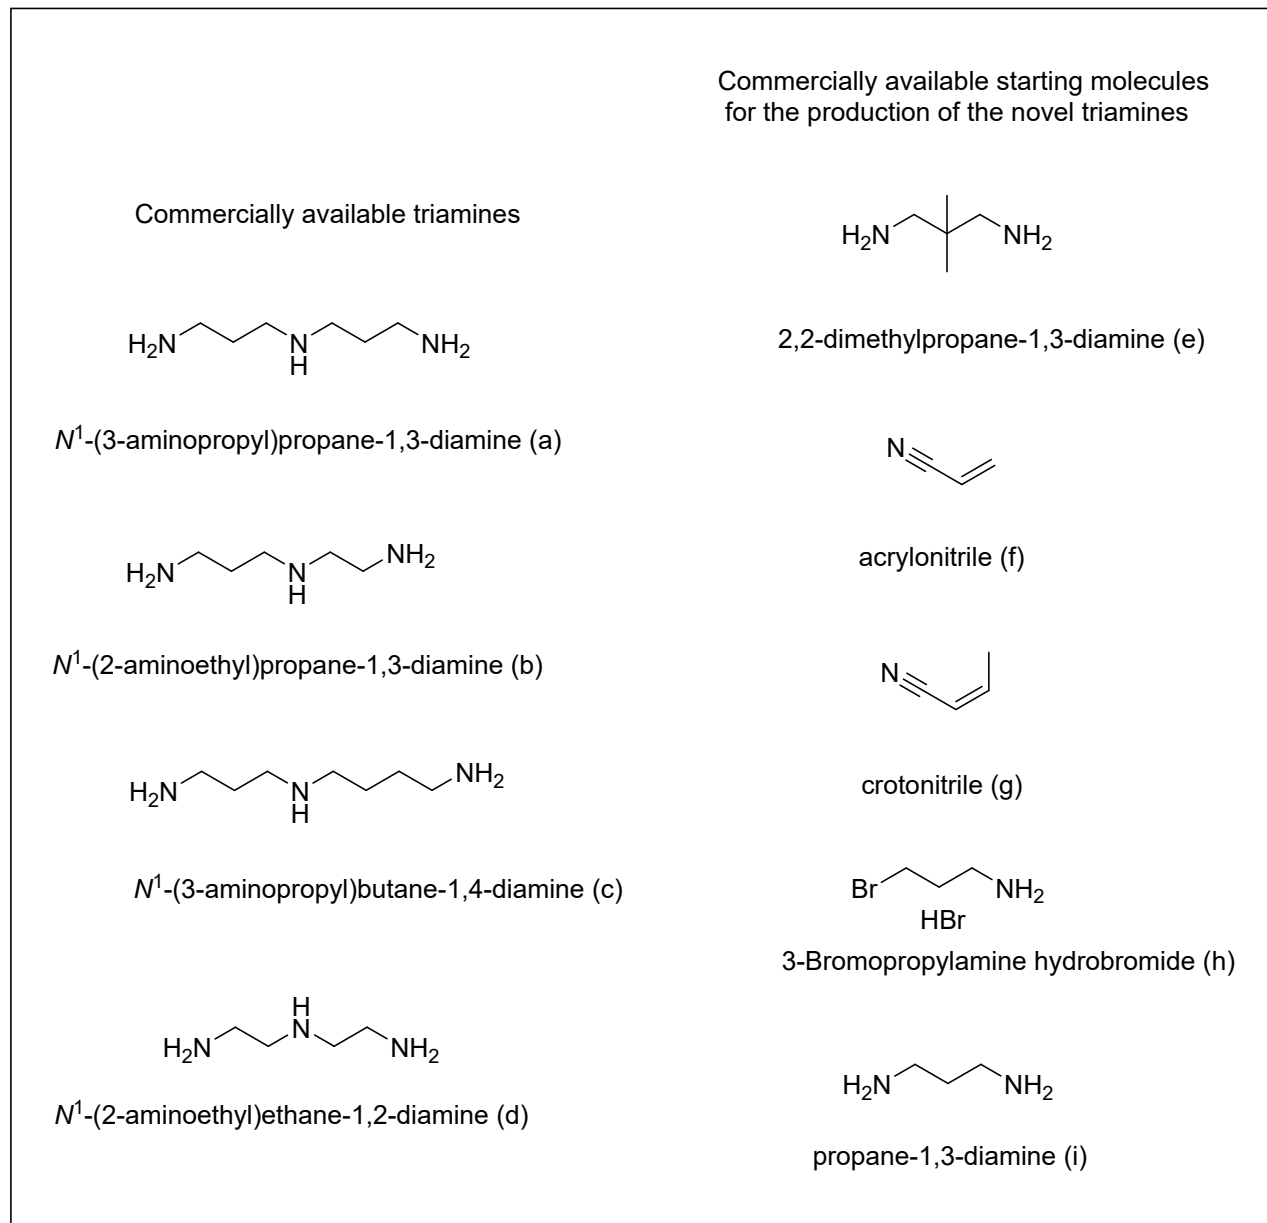 Commercially available triamines
H2N
N
H
NH2
N1-(3-aminopropyl)propane-1,3-diamine (a)
H2N
N
H
NH2
N1-(2-aminoethyl)propane-1,3-diamine (b)
H2N
N
H
NH2
N1-(3-aminopropyl)butane-1,4-diamine (c)
H2N
H
N
NH2
N1-(2-aminoethyl)ethane-1,2-diamine (d)
Commercially available starting molecules
for the production of the novel triamines
H2N
NH2
2,2-dimethylpropane-1,3-diamine (e)
N
acrylonitrile (f)
N
crotonitrile (g)
Br
NH2
HBr
3-Bromopropylamine hydrobromide (h)
H2N
NH2
propane-1,3-diamine (i)